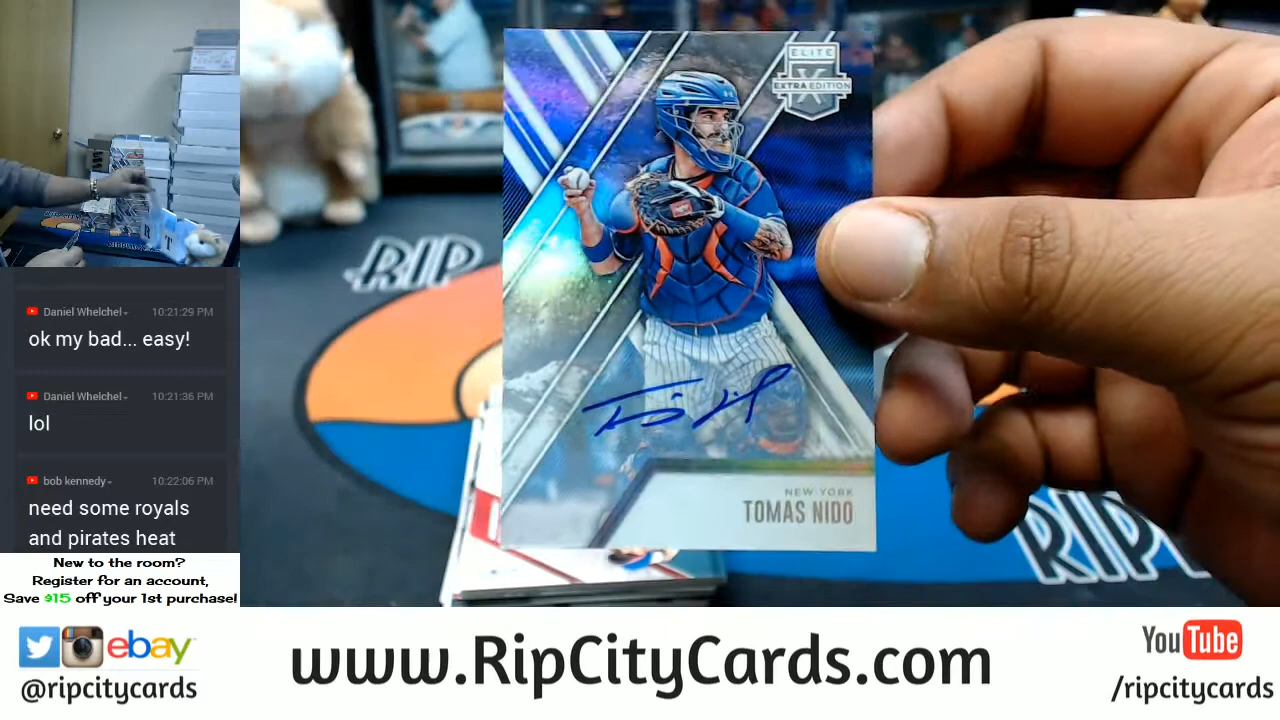 Daniel Whelchel
10:21:29 PM
ok my bad... easy!
Daniel Whelchel
10:21:36 PM
lol
bob kennedy
10:22:06 PM
need some royals
and pirates heat
New to the room?
Register for an account,
Save $15 off your 1st purchase!
ELITE
EXTRA EDITION
X
NEW YORK
TOMAS NIDO
RIP
RIP
ebay
@ripcitycards
www.RipCityCards.com
YouTube
/ripcitycards